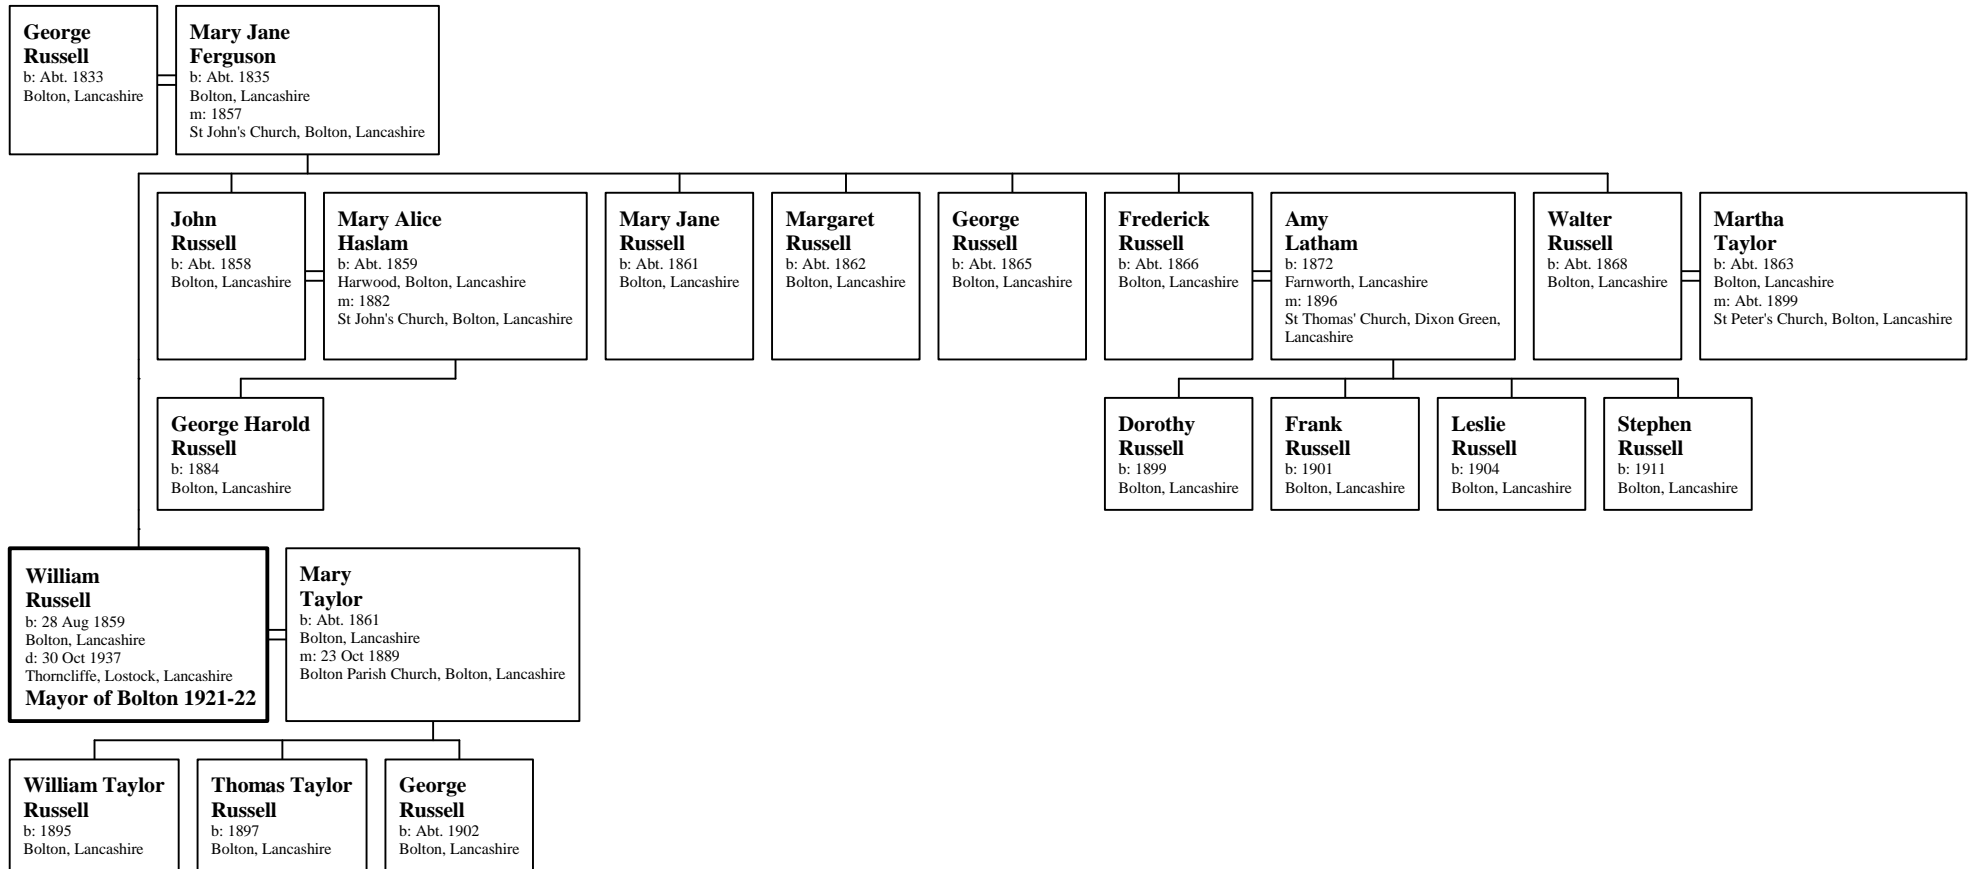 George
Russell
b: Abt. 1833
Bolton, Lancashire
Mary Jane
Ferguson
b: Abt. 1835
Bolton, Lancashire
m: 1857
St John's Church, Bolton, Lancashire
John
Russell
b: Abt. 1858
Bolton, Lancashire
Mary Alice
Haslam
b: Abt. 1859
Harwood, Bolton, Lancashire
m: 1882
St John's Church, Bolton, Lancashire
Mary Jane
Russell
b: Abt. 1861
Bolton, Lancashire
Margaret
Russell
b: Abt. 1862
Bolton, Lancashire
George
Russell
b: Abt. 1865
Bolton, Lancashire
Frederick
Russell
b: Abt. 1866
Bolton, Lancashire
Amy
Latham
b: 1872
Farnworth, Lancashire
m: 1896
St Thomas' Church, Dixon Green,
Lancashire
Walter
Russell
b: Abt. 1868
Bolton, Lancashire
Martha
Taylor
b: Abt. 1863
Bolton, Lancashire
m: Abt. 1899
St Peter's Church, Bolton, Lancashire
George Harold
Russell
b: 1884
Bolton, Lancashire
Dorothy
Russell
b: 1899
Bolton, Lancashire
Frank
Russell
b: 1901
Bolton, Lancashire
Leslie
Russell
b: 1904
Bolton, Lancashire
Stephen
Russell
b: 1911
Bolton, Lancashire
William
Russell
b: 28 Aug 1859
Bolton, Lancashire
d: 30 Oct 1937
Thorncliffe, Lostock, Lancashire
Mayor of Bolton 1921-22
Mary
Taylor
b: Abt. 1861
Bolton, Lancashire
m: 23 Oct 1889
Bolton Parish Church, Bolton, Lancashire
William Taylor
Russell
b: 1895
Bolton, Lancashire
Thomas Taylor
Russell
b: 1897
Bolton, Lancashire
George
Russell
b: Abt. 1902
Bolton, Lancashire